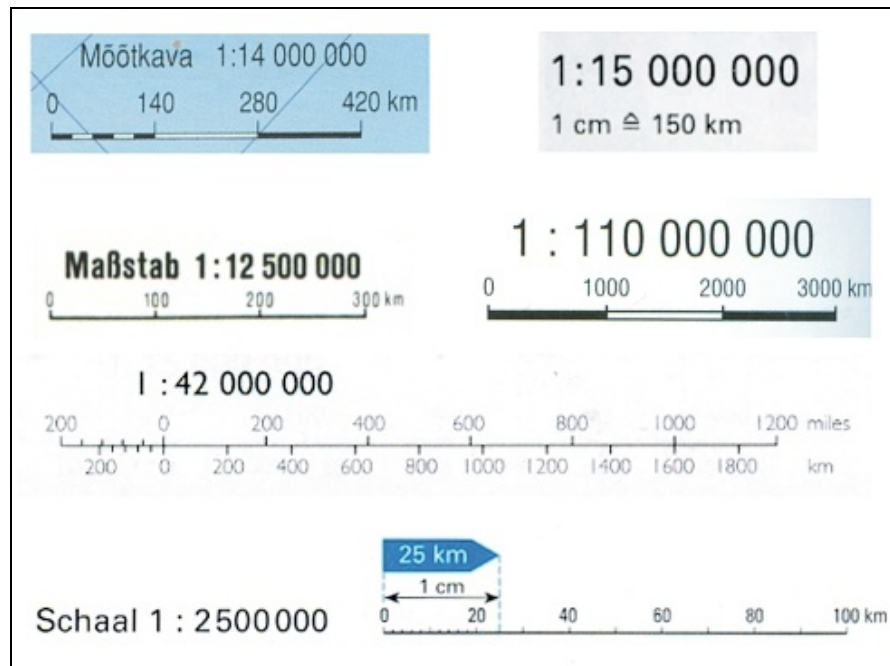 Mõõtkava 1:14 000 000
0 140 280 420 km
1:15 000 000
1 cm ≙ 150 km
Maßstab 1:12 500 000
0 100 200 300 km
1 : 110 000 000
0 1000 2000 3000 km
1 : 42 000 000
200 0 200 400 600 800 1000 1200 miles
200 0 200 400 600 800 1000 1200 1400 1600 1800 km
25 km
1 cm
Schaal 1 : 2500000
0 20 40 60 80 100 km